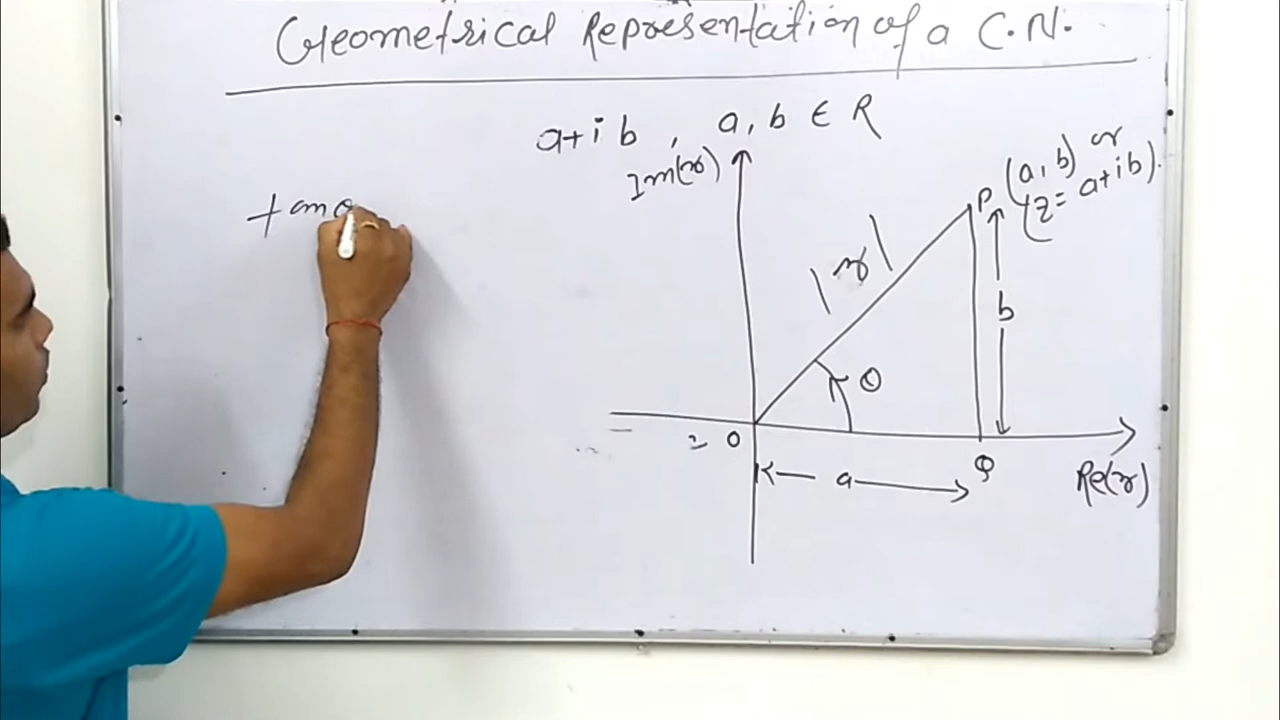 Geometrical Representation of a C.N.
a+ib, a, b ∈ R
Im(z)
P (a, b) or
(z = a+ib).
tan θ
|z|
b
θ
O
a
Q
Re(z)